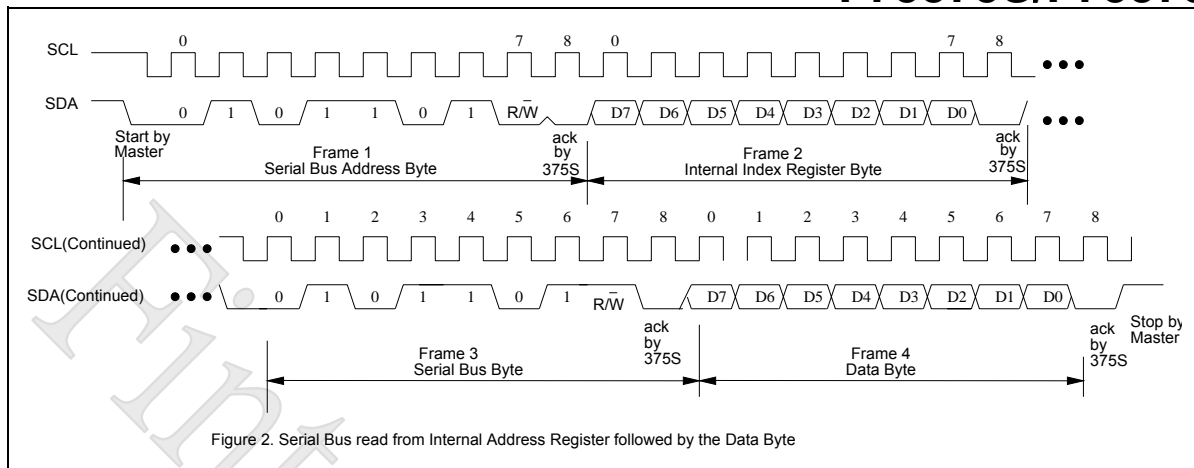 SCL 0 7 8 0 7 8
SDA 0 1 0 1 1 0 1 R/W D7 D6 D5 D4 D3 D2 D1 D0
Start by
Master
ack
by
375S
ack
by
375S
Frame 1
Serial Bus Address Byte
Frame 2
Internal Index Register Byte
0 1 2 3 4 5 6 7 8 0 1 2 3 4 5 6 7 8
SCL(Continued)
SDA(Continued) 0 1 0 1 1 0 1 R/W D7 D6 D5 D4 D3 D2 D1 D0
ack
by
375S
ack
by
375S
Stop by
Master
Frame 3
Serial Bus Byte
Frame 4
Data Byte
Figure 2. Serial Bus read from Internal Address Register followed by the Data Byte
Fint